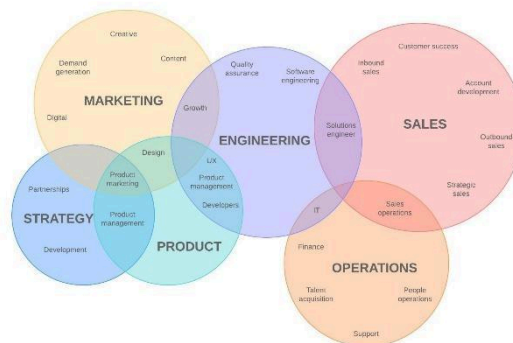 Creative
Demand
generation
Content
MARKETING
Digital
Growth
Quality
assurance
Software
engineering
ENGINEERING
Solutions
engineer
Customer success
Inbound
sales
Account
development
SALES
Outbound
sales
Strategic
sales
Sales
operations
Design
UX
Product
management
Developers
Product
marketing
Partnerships
STRATEGY
Product
management
Development
PRODUCT
IT
Finance
OPERATIONS
Talent
acquisition
People
operations
Support